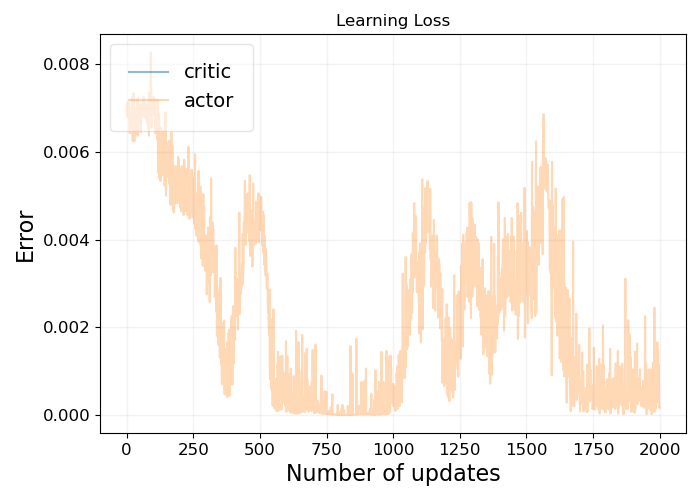 Learning Loss
critic
actor
Error
0.008
0.006
0.004
0.002
0.000
0 250 500 750 1000 1250 1500 1750 2000
Number of updates